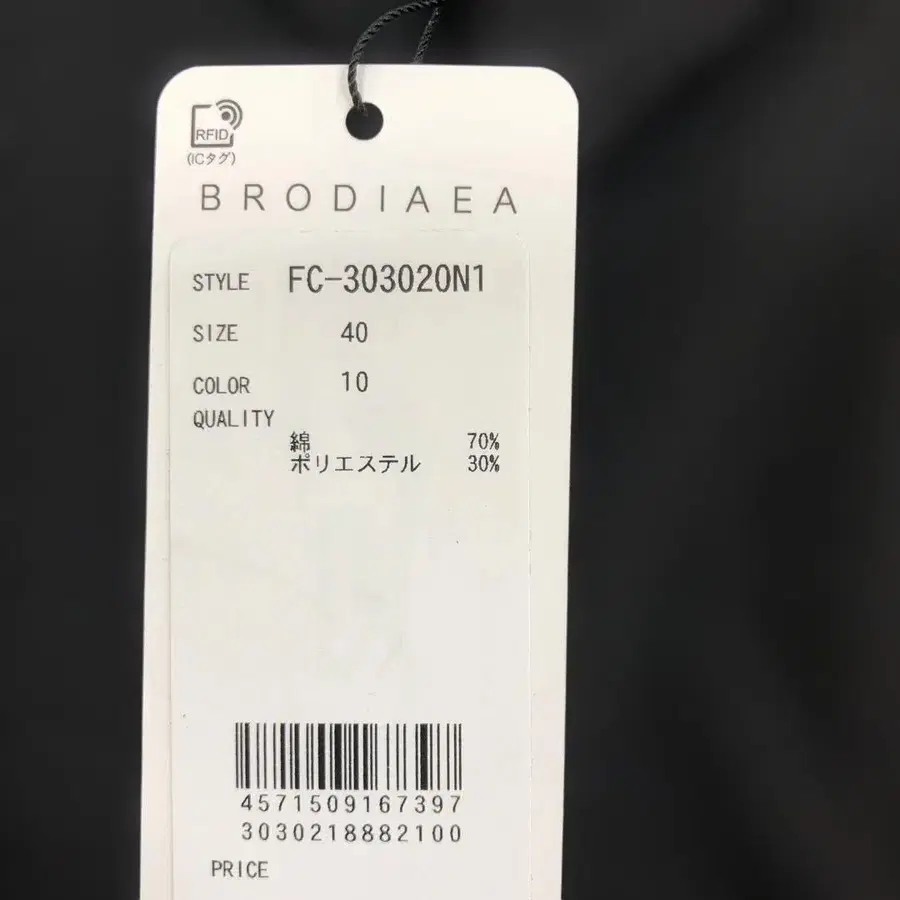 RFID
(ICタグ)
BRODIAEA
STYLE FC-303020N1
SIZE 40
COLOR 10
QUALITY
綿 70%
ポリエステル 30%
4571509167397
3030218882100
PRICE